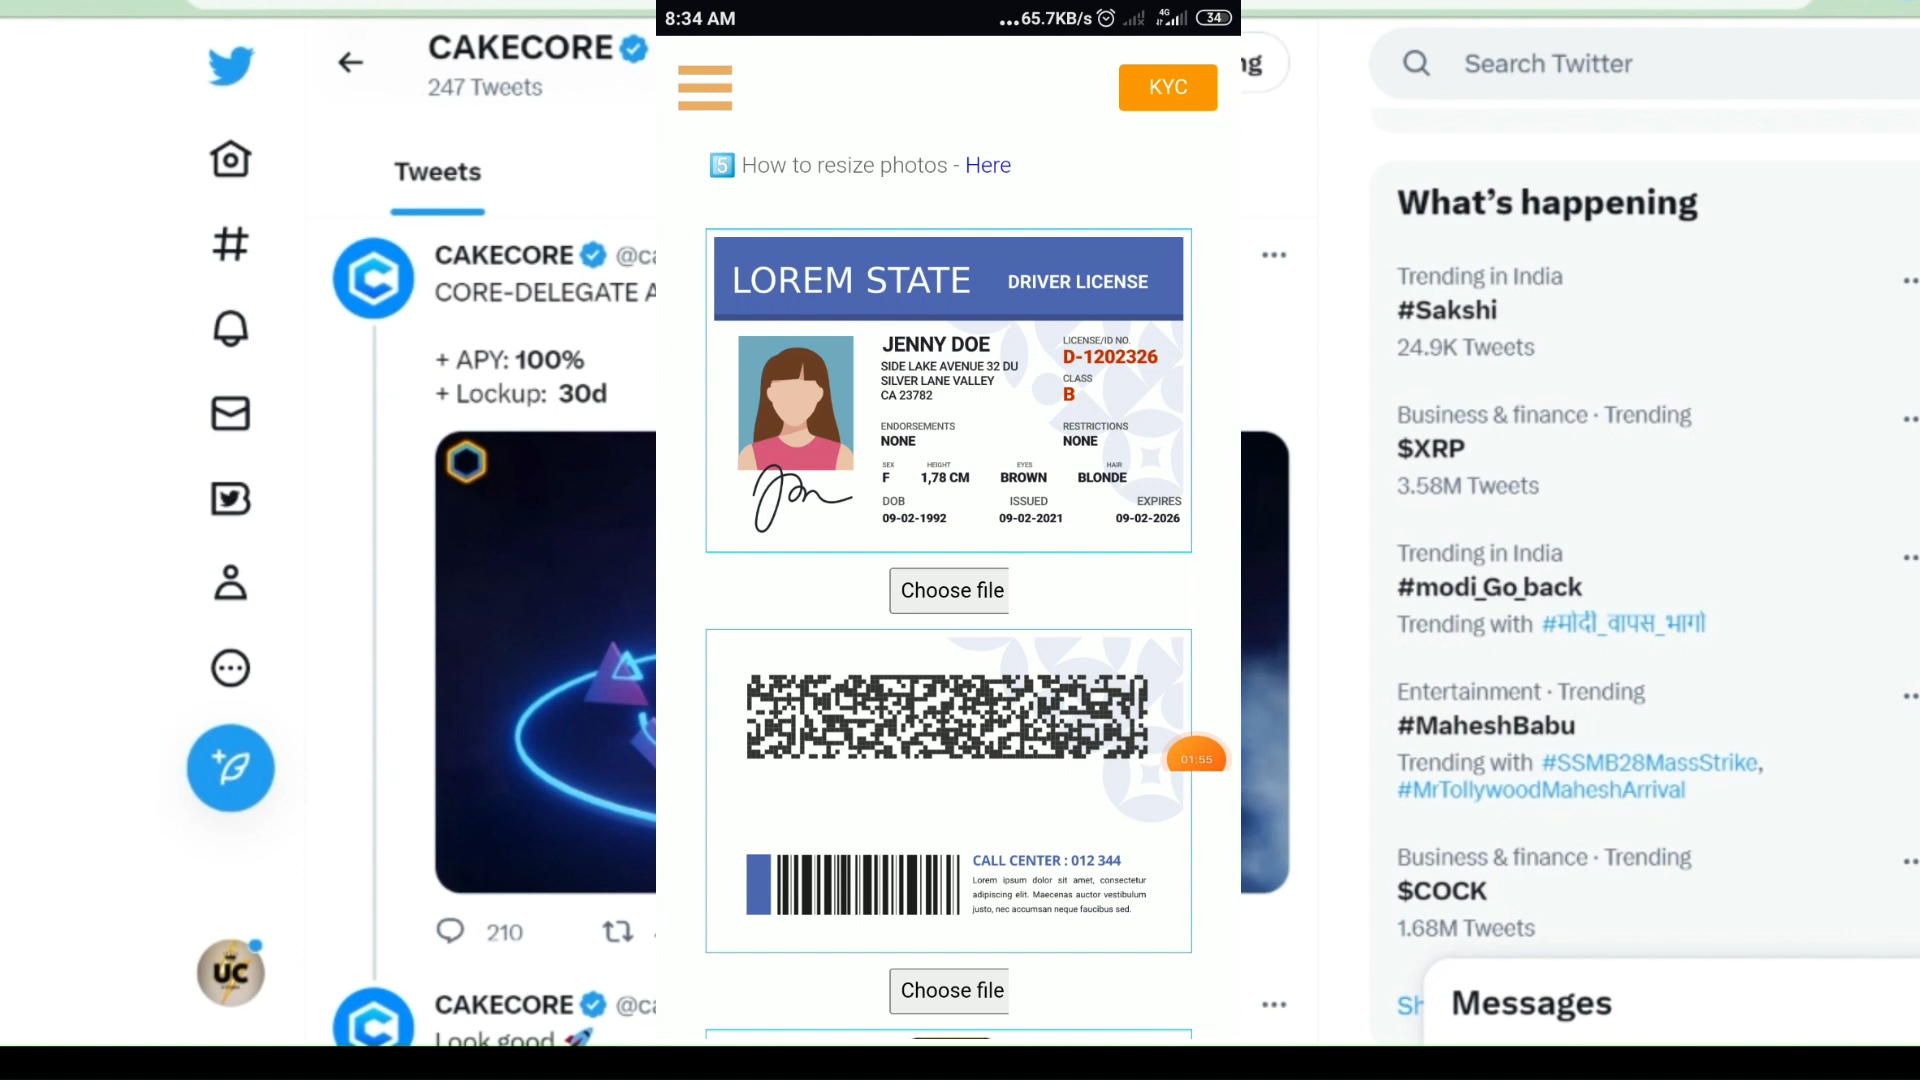 CAKECORE
247 Tweets
Tweets
CAKECORE @ca
CORE-DELEGATE A
+ APY: 100%
+ Lockup: 30d
210
CAKECORE @ca
Look good
UC
8:34 AM
65.7KB/s 4G 34
KYC
5 How to resize photos - Here
LOREM STATE DRIVER LICENSE
JENNY DOE
SIDE LAKE AVENUE 32 DU
SILVER LANE VALLEY
CA 23782
LICENSE/ID NO.
D-1202326
CLASS
B
ENDORSEMENTS
NONE
RESTRICTIONS
NONE
SEX HEIGHT EYES HAIR
F 1,78 CM BROWN BLONDE
DOB ISSUED EXPIRES
09-02-1992 09-02-2021 09-02-2026
Choose file
01:55
CALL CENTER : 012 344
Lorem ipsum dolor sit amet, consectetur
adipiscing elit. Maecenas auctor vestibulum
justo, nec accumsan neque faucibus sed.
Choose file
ng
Search Twitter
What's happening
Trending in India
#Sakshi
24.9K Tweets
Business & finance · Trending
$XRP
3.58M Tweets
Trending in India
#modi_Go_back
Trending with #मोदी_वापस_भागो
Entertainment · Trending
#MaheshBabu
Trending with #SSMB28MassStrike,
#MrTollywoodMaheshArrival
Business & finance · Trending
$COCK
1.68M Tweets
Sh
Messages